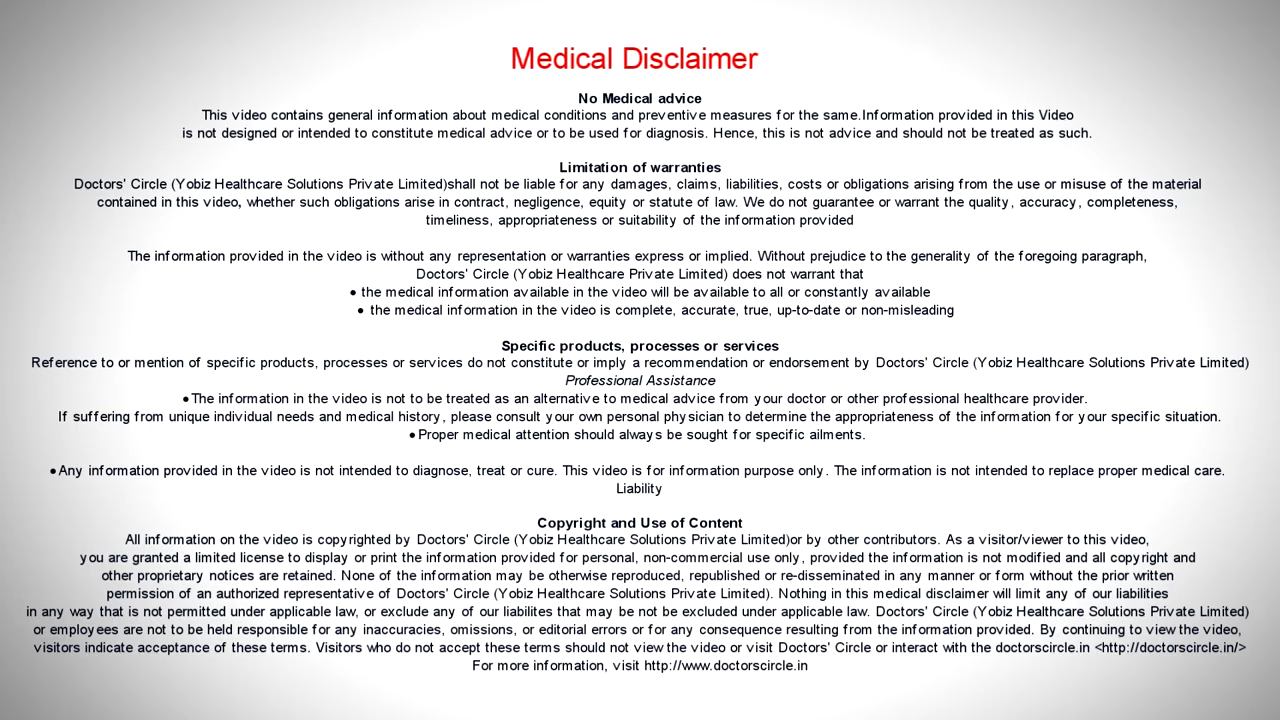 Medical Disclaimer
No Medical advice
This video contains general information about medical conditions and preventive measures for the same.Information provided in this Video
is not designed or intended to constitute medical advice or to be used for diagnosis. Hence, this is not advice and should not be treated as such.
Limitation of warranties
Doctors' Circle (Yobiz Healthcare Solutions Private Limited)shall not be liable for any damages, claims, liabilities, costs or obligations arising from the use or misuse of the material
contained in this video, whether such obligations arise in contract, negligence, equity or statute of law. We do not guarantee or warrant the quality, accuracy, completeness,
timeliness, appropriateness or suitability of the information provided
The information provided in the video is without any representation or warranties express or implied. Without prejudice to the generality of the foregoing paragraph,
Doctors' Circle (Yobiz Healthcare Private Limited) does not warrant that
• the medical information available in the video will be available to all or constantly available
• the medical information in the video is complete, accurate, true, up-to-date or non-misleading
Specific products, processes or services
Reference to or mention of specific products, processes or services do not constitute or imply a recommendation or endorsement by Doctors' Circle (Yobiz Healthcare Solutions Private Limited)
Professional Assistance
•The information in the video is not to be treated as an alternative to medical advice from your doctor or other professional healthcare provider.
If suffering from unique individual needs and medical history, please consult your own personal physician to determine the appropriateness of the information for your specific situation.
•Proper medical attention should always be sought for specific ailments.
•Any information provided in the video is not intended to diagnose, treat or cure. This video is for information purpose only. The information is not intended to replace proper medical care.
Liability
Copyright and Use of Content
All information on the video is copyrighted by Doctors' Circle (Yobiz Healthcare Solutions Private Limited)or by other contributors. As a visitor/viewer to this video,
you are granted a limited license to display or print the information provided for personal, non-commercial use only, provided the information is not modified and all copyright and
other proprietary notices are retained. None of the information may be otherwise reproduced, republished or re-disseminated in any manner or form without the prior written
permission of an authorized representative of Doctors' Circle (Yobiz Healthcare Solutions Private Limited). Nothing in this medical disclaimer will limit any of our liabilities
in any way that is not permitted under applicable law, or exclude any of our liabilites that may be not be excluded under applicable law. Doctors' Circle (Yobiz Healthcare Solutions Private Limited)
or employees are not to be held responsible for any inaccuracies, omissions, or editorial errors or for any consequence resulting from the information provided. By continuing to view the video,
visitors indicate acceptance of these terms. Visitors who do not accept these terms should not view the video or visit Doctors' Circle or interact with the doctorscircle.in <http://doctorscircle.in/>
For more information, visit http://www.doctorscircle.in